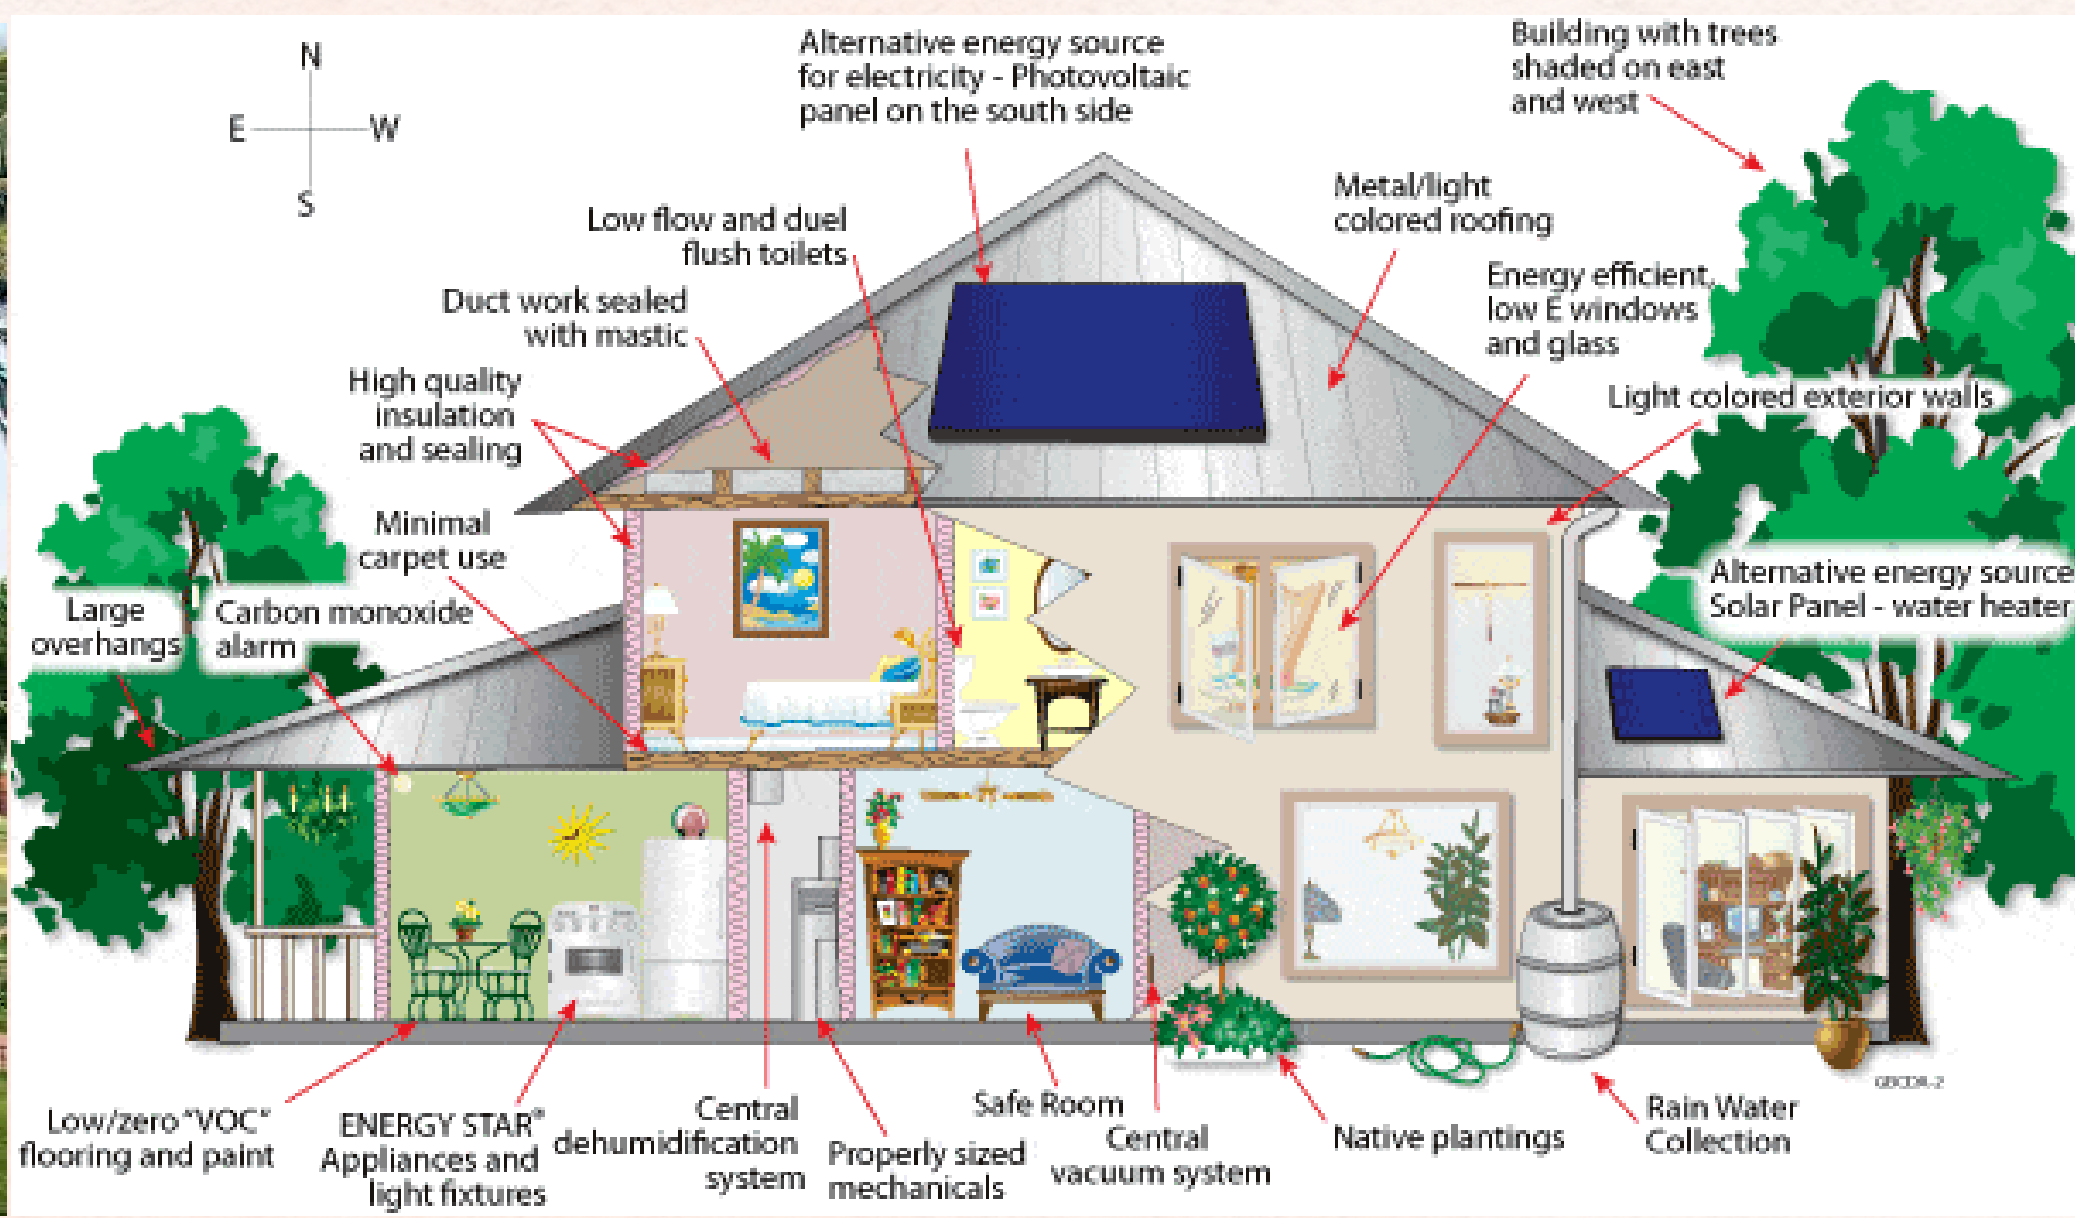 N
E
W
S
Alternative energy source
for electricity - Photovoltaic
panel on the south side
Building with trees
shaded on east
and west
Metal/light
colored roofing
Low flow and duel
flush toilets
Energy efficient,
low E windows
and glass
Duct work sealed
with mastic
High quality
insulation
and sealing
Light colored exterior walls
Minimal
carpet use
Alternative energy source
Solar Panel - water heater
Large
overhangs
Carbon monoxide
alarm
Low/zero "VOC"
flooring and paint
ENERGY STAR®
Appliances and
light fixtures
Central
dehumidification
system
Properly sized
mechanicals
Safe Room
Central
vacuum system
Native plantings
Rain Water
Collection